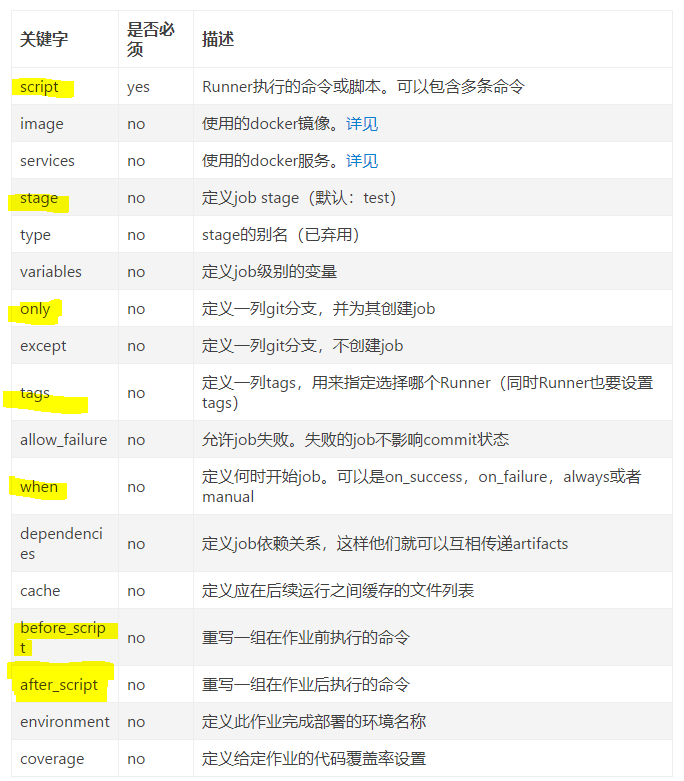 关键字 是否必须 描述
script yes Runner执行的命令或脚本。可以包含多条命令
image no 使用的docker镜像。详见
services no 使用的docker服务。详见
stage no 定义job stage（默认：test）
type no stage的别名（已弃用）
variables no 定义job级别的变量
only no 定义一列git分支，并为其创建job
except no 定义一列git分支，不创建job
tags no 定义一列tags，用来指定选择哪个Runner（同时Runner也要设置
tags）
allow_failure no 允许job失败。失败的job不影响commit状态
when no 定义何时开始job。可以是on_success，on_failure，always或者
manual
dependenci
es no 定义job依赖关系，这样他们就可以互相传递artifacts
cache no 定义应在后续运行之间缓存的文件列表
before_scrip
t no 重写一组在作业前执行的命令
after_script no 重写一组在作业后执行的命令
environment no 定义此作业完成部署的环境名称
coverage no 定义给定作业的代码覆盖率设置